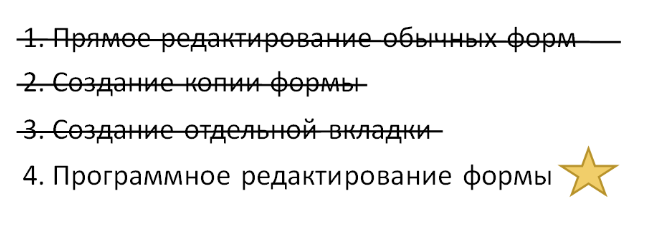 1. Прямое редактирование обычных форм
2. Создание копии формы
3. Создание отдельной вкладки
4. Программное редактирование формы